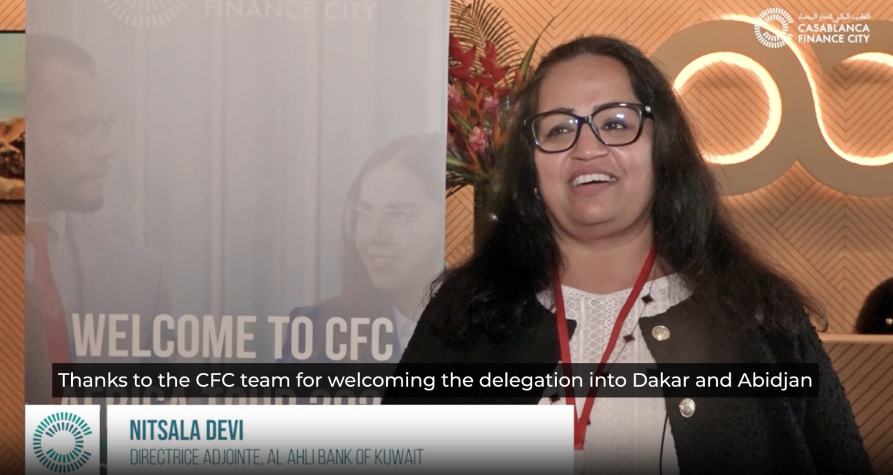 FINANCE CITY
CASABLANCA
FINANCE CITY
WELCOME TO CFC
Thanks to the CFC team for welcoming the delegation into Dakar and Abidjan
NITSALA DEVI
DIRECTRICE ADJOINTE, AL AHLI BANK OF KUWAIT